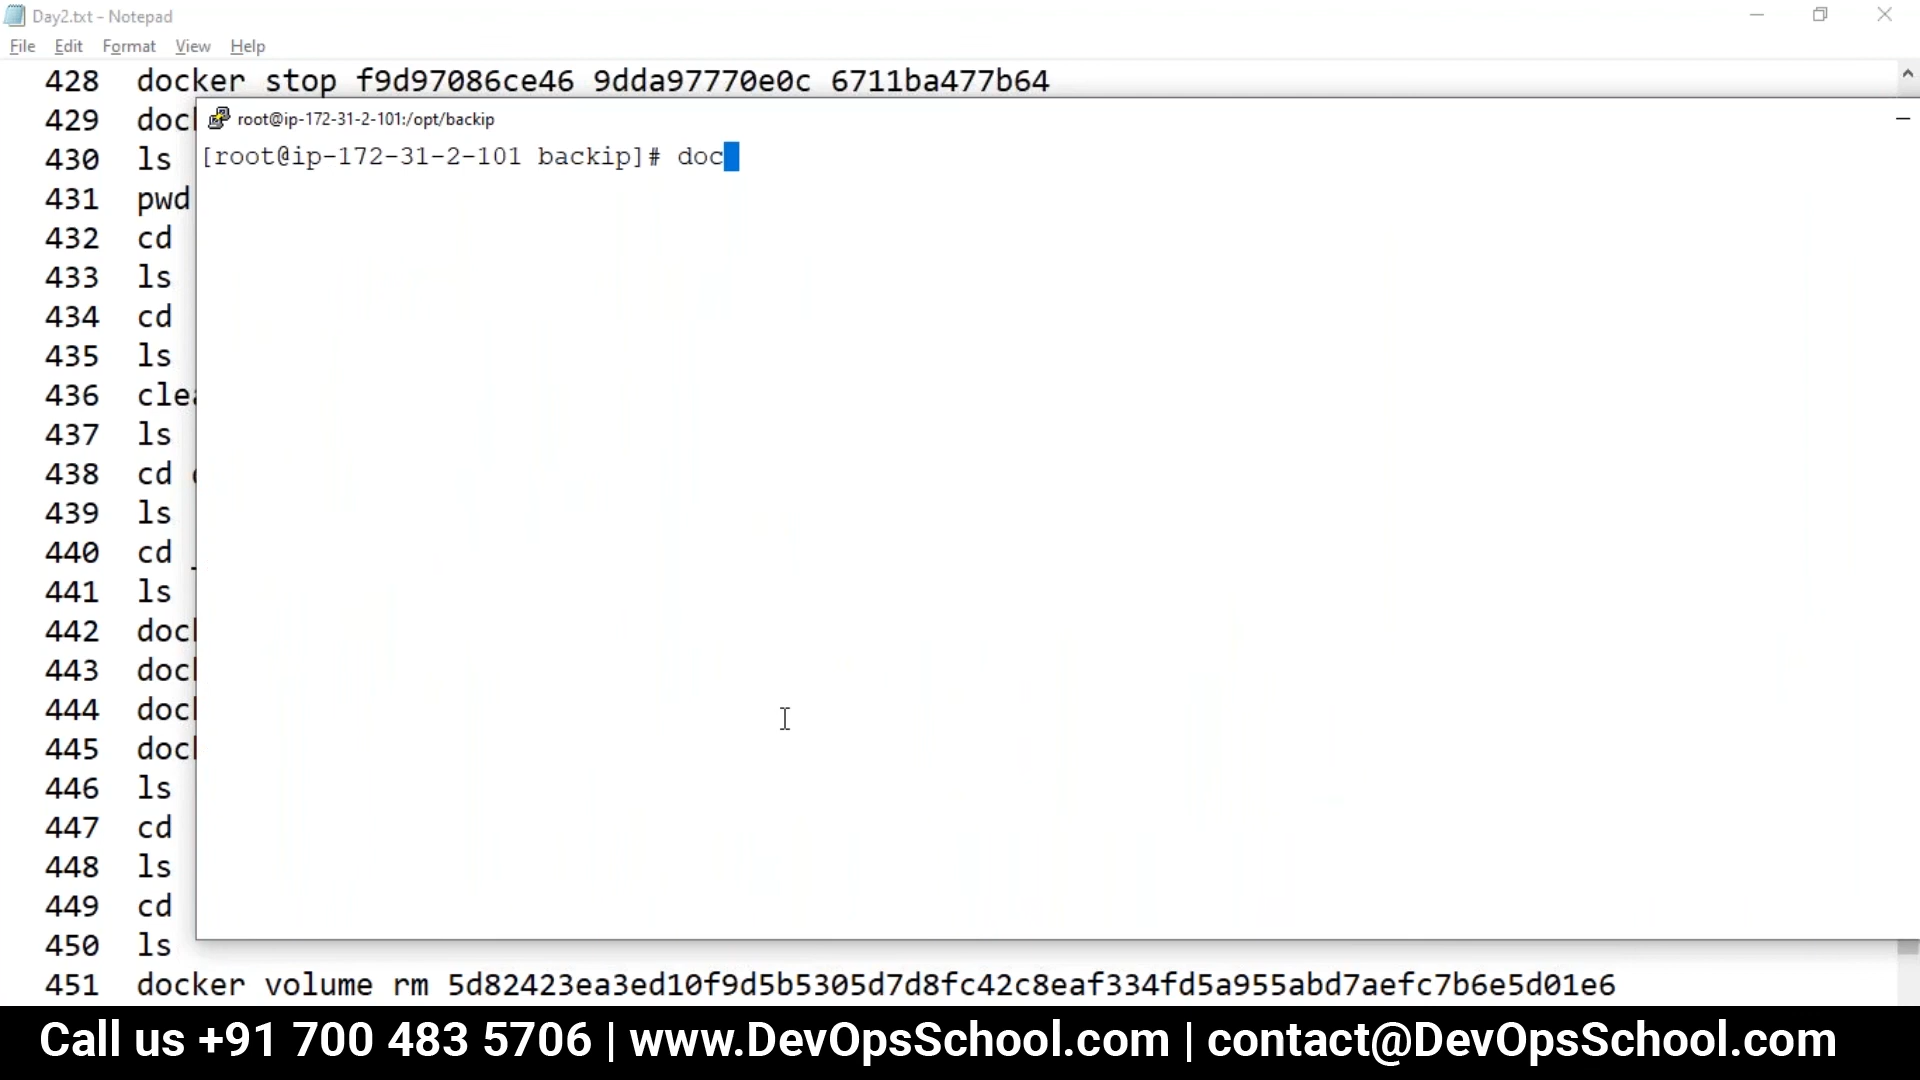 Day2.txt - Notepad
File Edit Format View Help
428 docker stop f9d97086ce46 9dda97770e0c 6711ba477b64
root@ip-172-31-2-101:/opt/backip
[root@ip-172-31-2-101 backip]# doc
429 doc
430 ls
431 pwd
432 cd
433 ls
434 cd
435 ls
436 clea
437 ls
438 cd
439 ls
440 cd _
441 ls
442 doc
443 doc
444 doc
445 doc
446 ls
447 cd
448 ls
449 cd
450 ls
451 docker volume rm 5d82423ea3ed10f9d5b5305d7d8fc42c8eaf334fd5a955abd7aefc7b6e5d01e6
Call us +91 700 483 5706 | www.DevOpsSchool.com | contact@DevOpsSchool.com